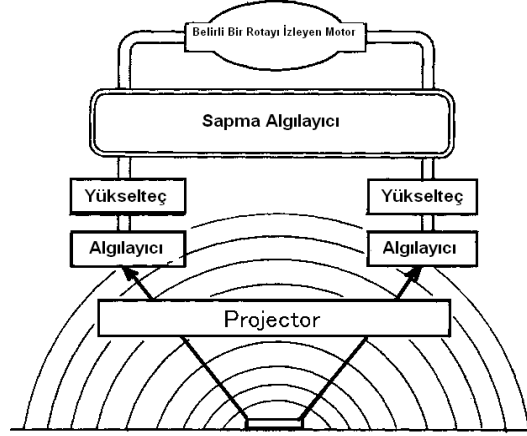 Belirli Bir Rotayı İzleyen Motor
Sapma Algılayıcı
Yükselteç
Yükselteç
Algılayıcı
Algılayıcı
Projector